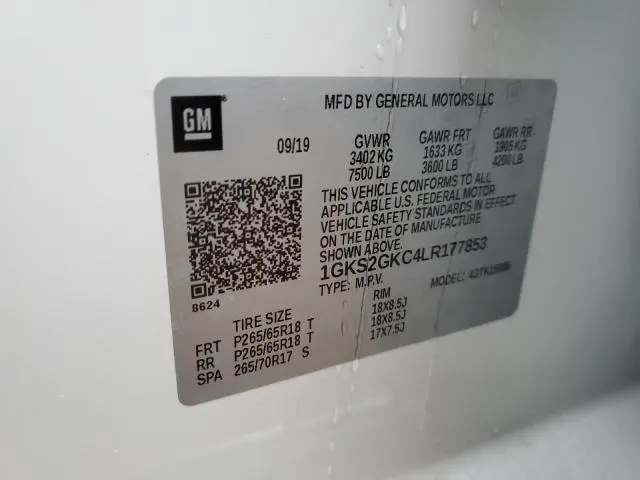 GM
MFD BY GENERAL MOTORS LLC
09/19
GVWR GAWR FRT GAWR RR
3402 KG 1633 KG 1905 KG
7500 LB 3600 LB 4200 LB
THIS VEHICLE CONFORMS TO ALL
APPLICABLE U.S. FEDERAL MOTOR
VEHICLE SAFETY STANDARDS IN EFFECT
ON THE DATE OF MANUFACTURE
SHOWN ABOVE.
1GKS2GKC4LR177853
TYPE: M.P.V. MODEL:
8624
TIRE SIZE RIM
FRT P265/65R18 T 18X8.5J
RR P265/65R18 T 18X8.5J
SPA 265/70R17 S 17X7.5J